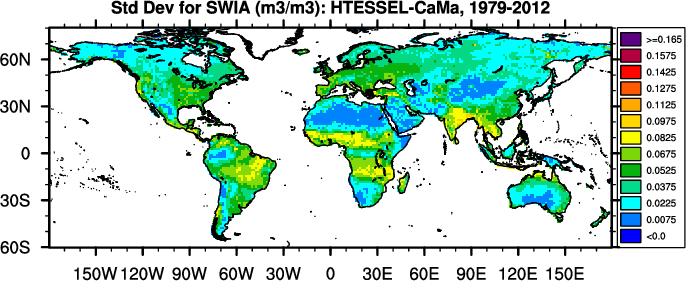 Std Dev for SWIA (m3/m3): HTESSEL-CaMa, 1979-2012
60N
30N
0
30S
60S
150W 120W 90W 60W 30W 0 30E 60E 90E 120E 150E
>=0.165
0.1575
0.1425
0.1275
0.1125
0.0975
0.0825
0.0675
0.0525
0.0375
0.0225
0.0075
<0.0